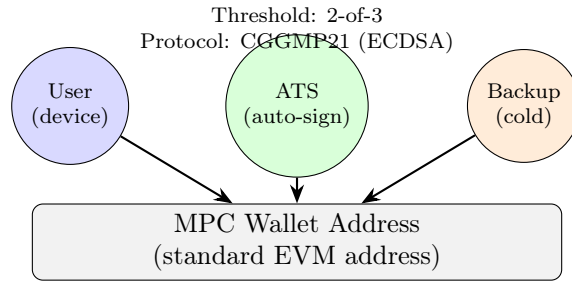 Threshold: 2-of-3
Protocol: CGGMP21 (ECDSA)
User
(device)
ATS
(auto-sign)
Backup
(cold)
MPC Wallet Address
(standard EVM address)